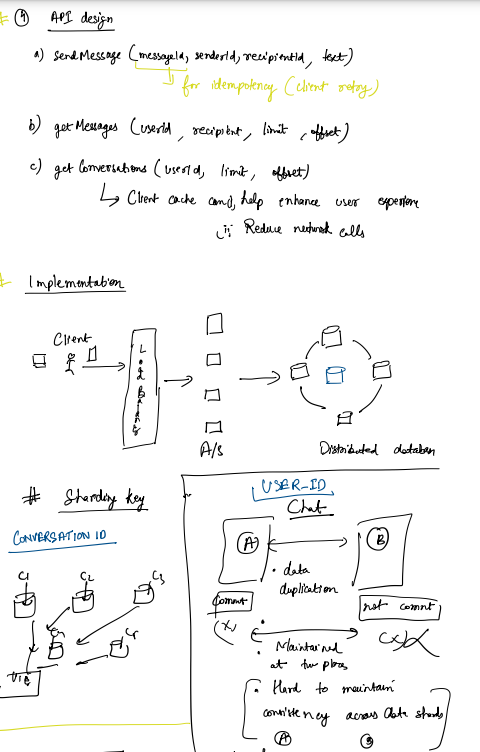 # ④ API design
a) SendMessage (messageId, senderId, recipientId, text)
for idempotency (client retry)
b) getMessages (userId, recipient, limit, offset)
c) get Conversations (userId, limit, offset)
Client cache can help enhance user
(ii) Reduce network calls
Implementation
Client
Load Balancer
A/S
Distributed database
# Sharding key
USER-ID
Chat
CONVERSATION ID
A
B
C1
C2
C3
• data
duplication
Commit
not commit
Cn
(x)
• Maintained
at two places
• Hard to maintain
consistency across data shards
A
B